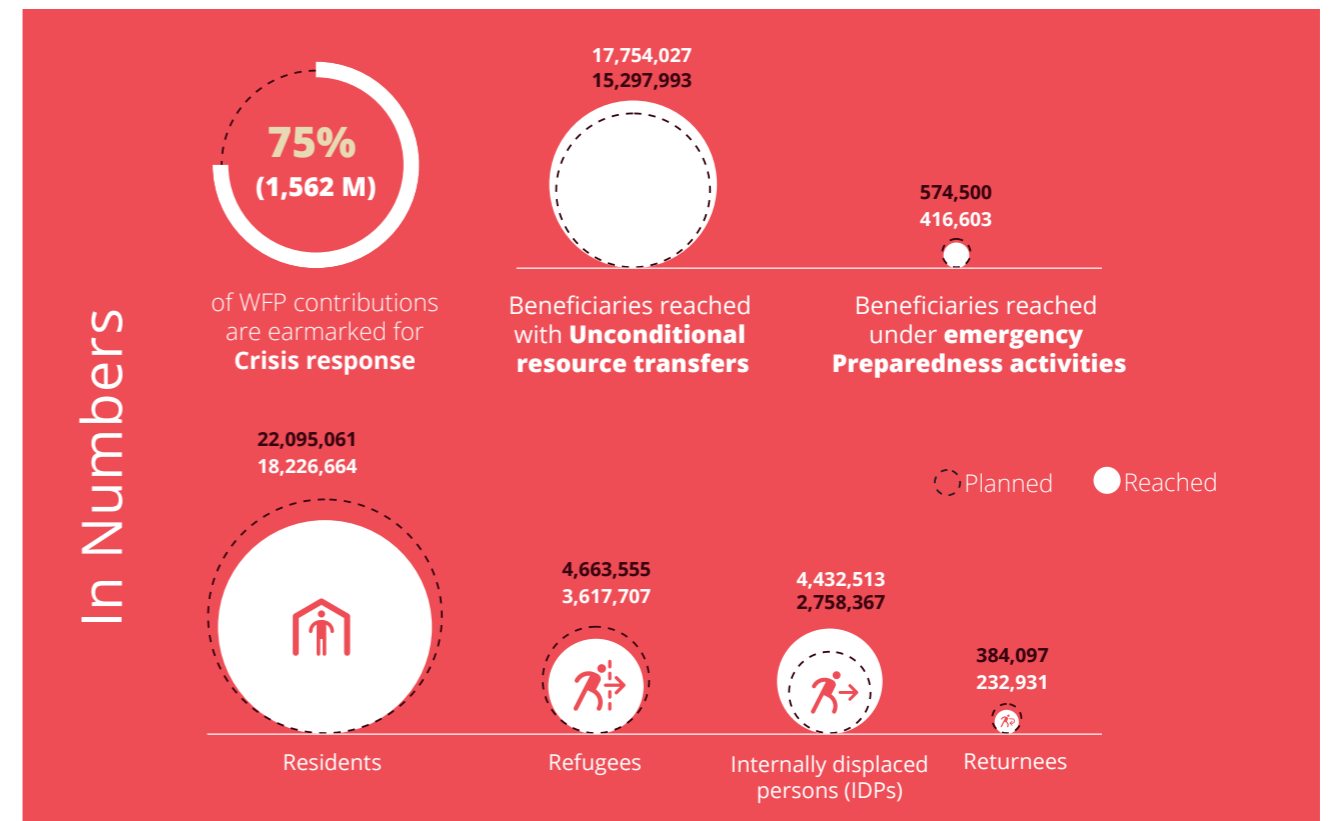 In Numbers
75%
(1,562 M)
of WFP contributions
are earmarked for
Crisis response
17,754,027
15,297,993
Beneficiaries reached
with Unconditional
resource transfers
574,500
416,603
Beneficiaries reached
under emergency
Preparedness activities
Planned
Reached
22,095,061
18,226,664
Residents
4,663,555
3,617,707
Refugees
4,432,513
2,758,367
Internally displaced
persons (IDPs)
384,097
232,931
Returnees